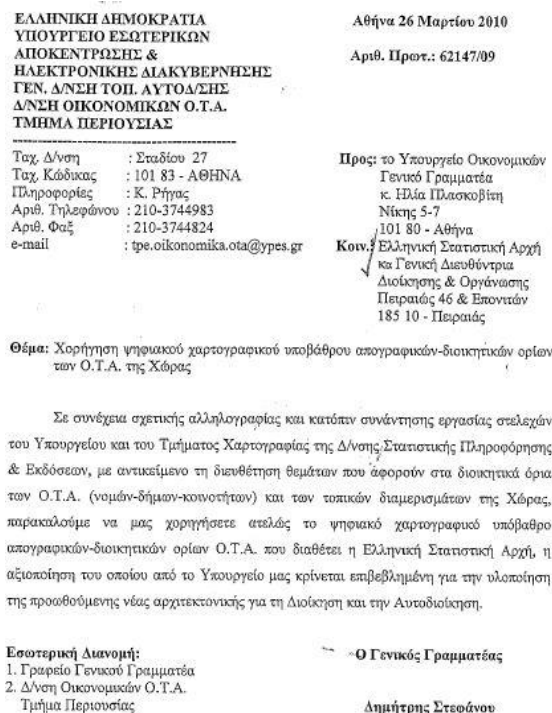 ΕΛΛΗΝΙΚΗ ΔΗΜΟΚΡΑΤΙΑ
ΥΠΟΥΡΓΕΙΟ ΕΣΩΤΕΡΙΚΩΝ
ΑΠΟΚΕΝΤΡΩΣΗΣ &
ΗΛΕΚΤΡΟΝΙΚΗΣ ΔΙΑΚΥΒΕΡΝΗΣΗΣ
ΓΕΝ. Δ/ΝΣΗ ΤΟΠ. ΑΥΤΟΔ/ΣΗΣ
Δ/ΝΣΗ ΟΙΚΟΝΟΜΙΚΩΝ Ο.Τ.Α.
ΤΜΗΜΑ ΠΕΡΙΟΥΣΙΑΣ
Αθήνα 26 Μαρτίου 2010
Αριθ. Πρωτ.: 62147/09
Ταχ. Δ/νση : Σταδίου 27
Ταχ. Κώδικας : 101 83 - ΑΘΗΝΑ
Πληροφορίες : Κ. Ρήγας
Αριθ. Τηλεφώνου : 210-3744983
Αριθ. Φαξ : 210-3744824
e-mail : tpe.oikonomika.ota@ypes.gr
Προς: το Υπουργείο Οικονομικών
Γενικό Γραμματέα
κ. Ηλία Πλασκοβίτη
Νίκης 5-7
101 80 - Αθήνα
Κοιν.: Ελληνική Στατιστική Αρχή
κα Γενική Διευθύντρια
Διοίκησης & Οργάνωσης
Πειραιώς 46 & Επονιτών
185 10 - Πειραιάς
Θέμα: Χορήγηση ψηφιακού χαρτογραφικού υποβάθρου απογραφικών-διοικητικών ορίων
των Ο.Τ.Α. της Χώρας
Σε συνέχεια σχετικής αλληλογραφίας και κατόπιν συνάντησης εργασίας στελεχών
του Υπουργείου και του Τμήματος Χαρτογραφίας της Δ/νσης Στατιστικής Πληροφόρησης
& Εκδόσεων, με αντικείμενο τη διευθέτηση θεμάτων που άφορούν στα διοικητικά όρια
των Ο.Τ.Α. (νομών-δήμων-κοινοτήτων) και των τοπικών διαμερισμάτων της Χώρας,
παρακαλούμε να μας χορηγήσετε ατελώς το ψηφιακό χαρτογραφικό υπόβαθρο
απογραφικών-διοικητικών ορίων Ο.Τ.Α. που διαθέτει η Ελληνική Στατιστική Αρχή, η
αξιοποίηση του οποίου από το Υπουργείο μας κρίνεται επιβεβλημένη για την υλοποίηση
της προωθούμενης νέας αρχιτεκτονικής για τη Διοίκηση και την Αυτοδιοίκηση.
Εσωτερική Διανομή:
1. Γραφείο Γενικού Γραμματέα
2. Δ/νση Οικονομικών Ο.Τ.Α.
Τμήμα Περιουσίας
Ο Γενικός Γραμματέας
Δημήτρης Στεφάνου